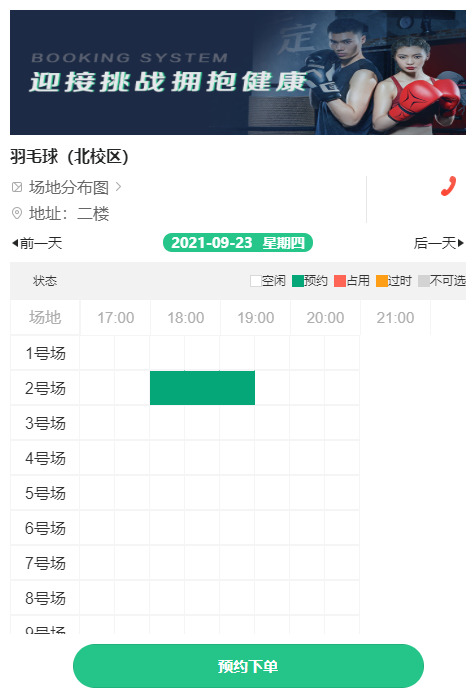 定
BOOKING SYSTEM
迎接挑战拥抱健康
羽毛球（北校区）
场地分布图
地址：二楼
前一天 2021-09-23 星期四 后一天
状态 空闲 预约 占用 过时 不可选
场地 17:00 18:00 19:00 20:00 21:00
1号场
2号场
3号场
4号场
5号场
6号场
7号场
8号场
9号场
预约下单